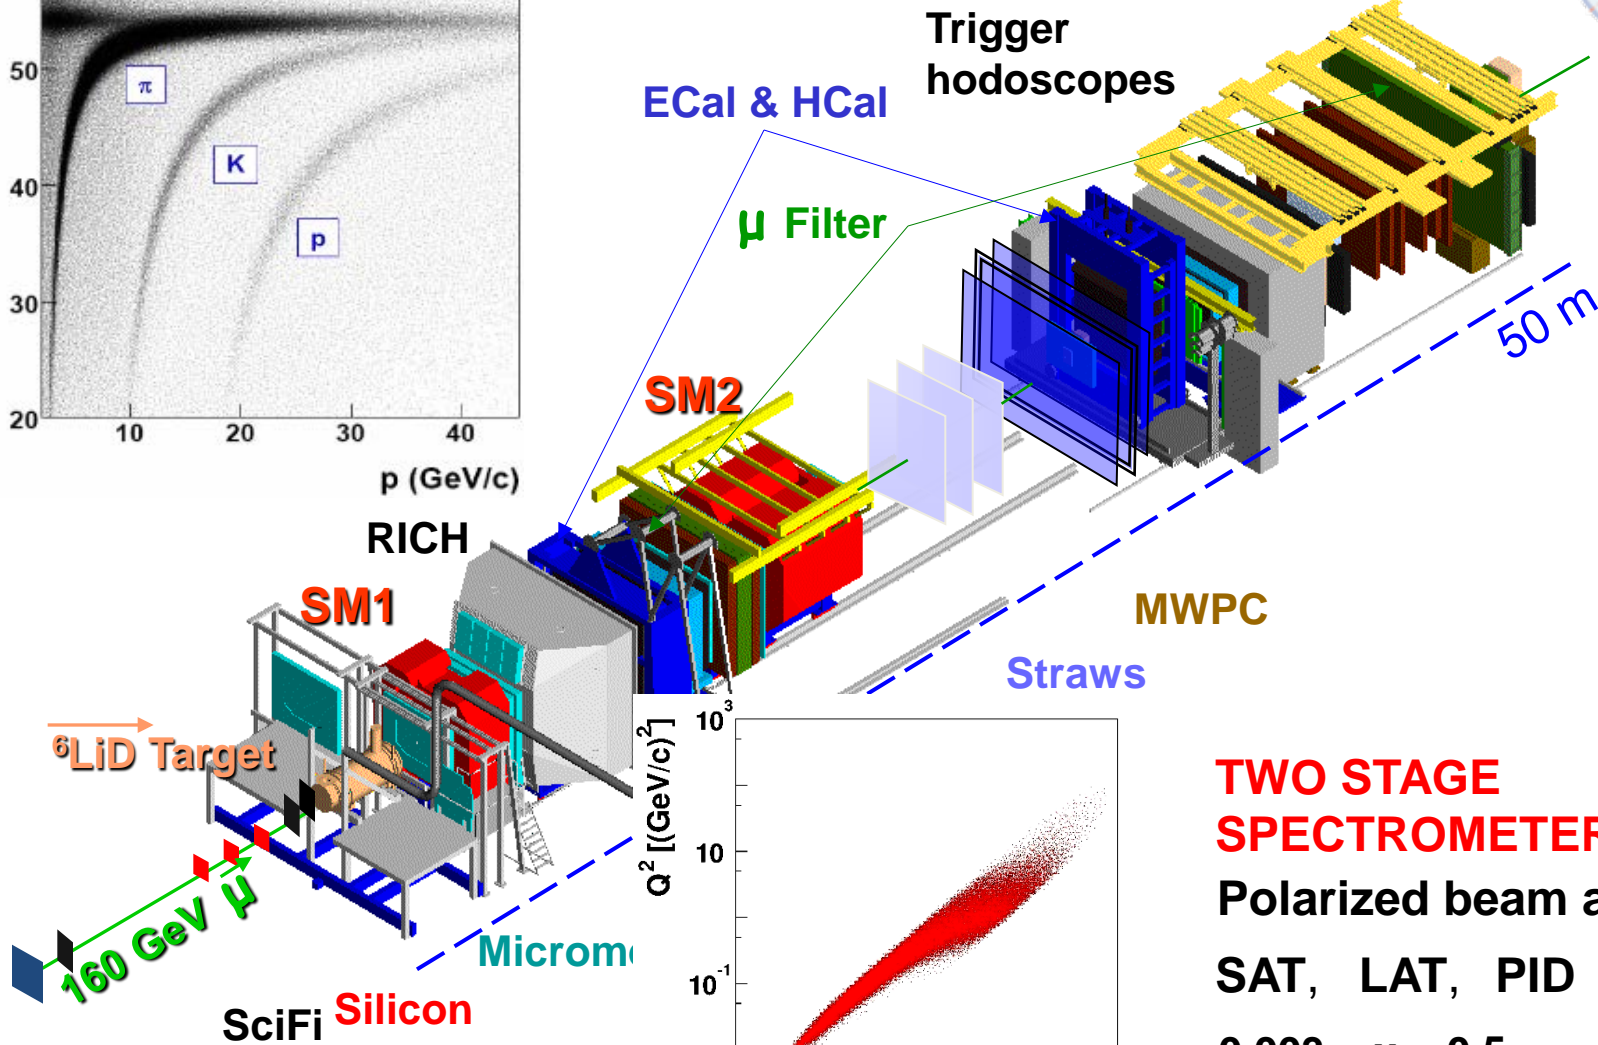 Trigger
hodoscopes
50
π
ECal & HCal
K
40
p
μ Filter
30
50 m
SM2
20
10
20
30
40
p (GeV/c)
RICH
SM1
MWPC
Straws
⁶LiD Target
10³
Q² [(GeV/c)²]
10
10⁻¹
TWO STAGE
SPECTROMETER
Polarized beam a
160 GeV μ
Microm
SAT, LAT, PID
SciFi
Silicon